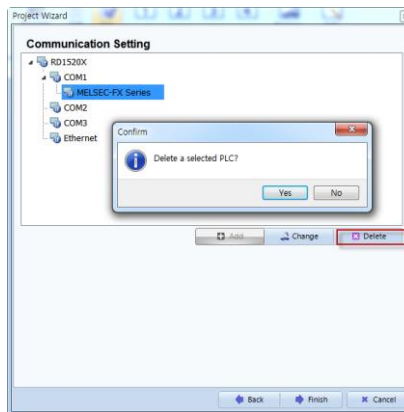 Project Wizard
Communication Setting
RD1520X
COM1
MELSEC-FX Series
COM2
COM3
Ethernet
Confirm
Delete a selected PLC?
Yes No
Add Change Delete
Back Finish Cancel